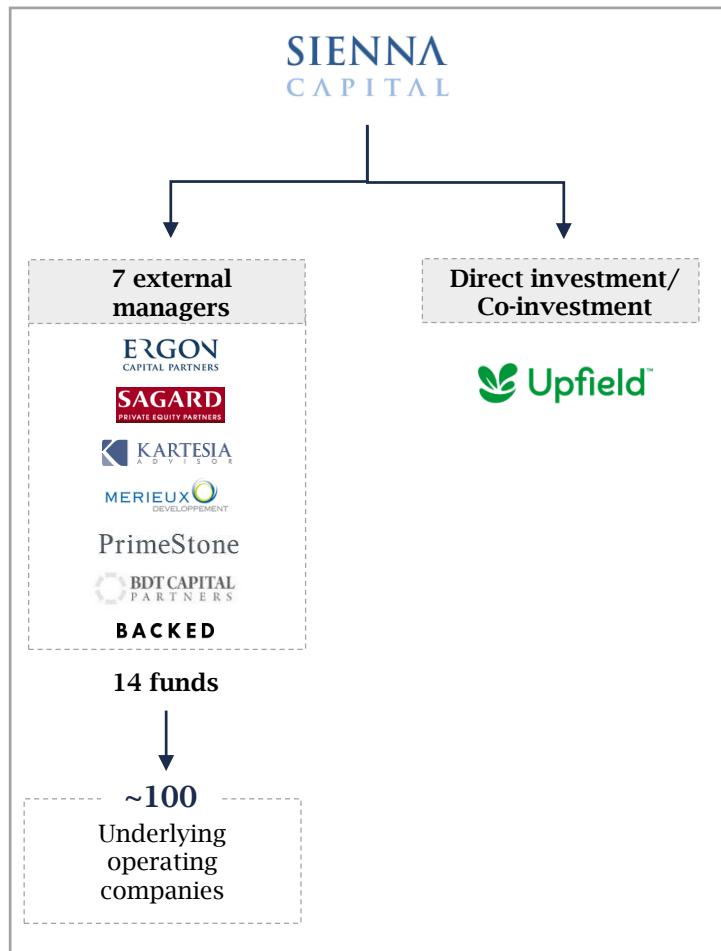 SIENNA
CAPITAL
7 external
managers
ERGON
CAPITAL PARTNERS
SAGARD
PRIVATE EQUITY PARTNERS
KARTESIA
ADVISOR
MERIEUX
DEVELOPPEMENT
PrimeStone
BDT CAPITAL
PARTNERS
BACKED
14 funds
~100
Underlying
operating
companies
Direct investment/
Co-investment
Upfield™